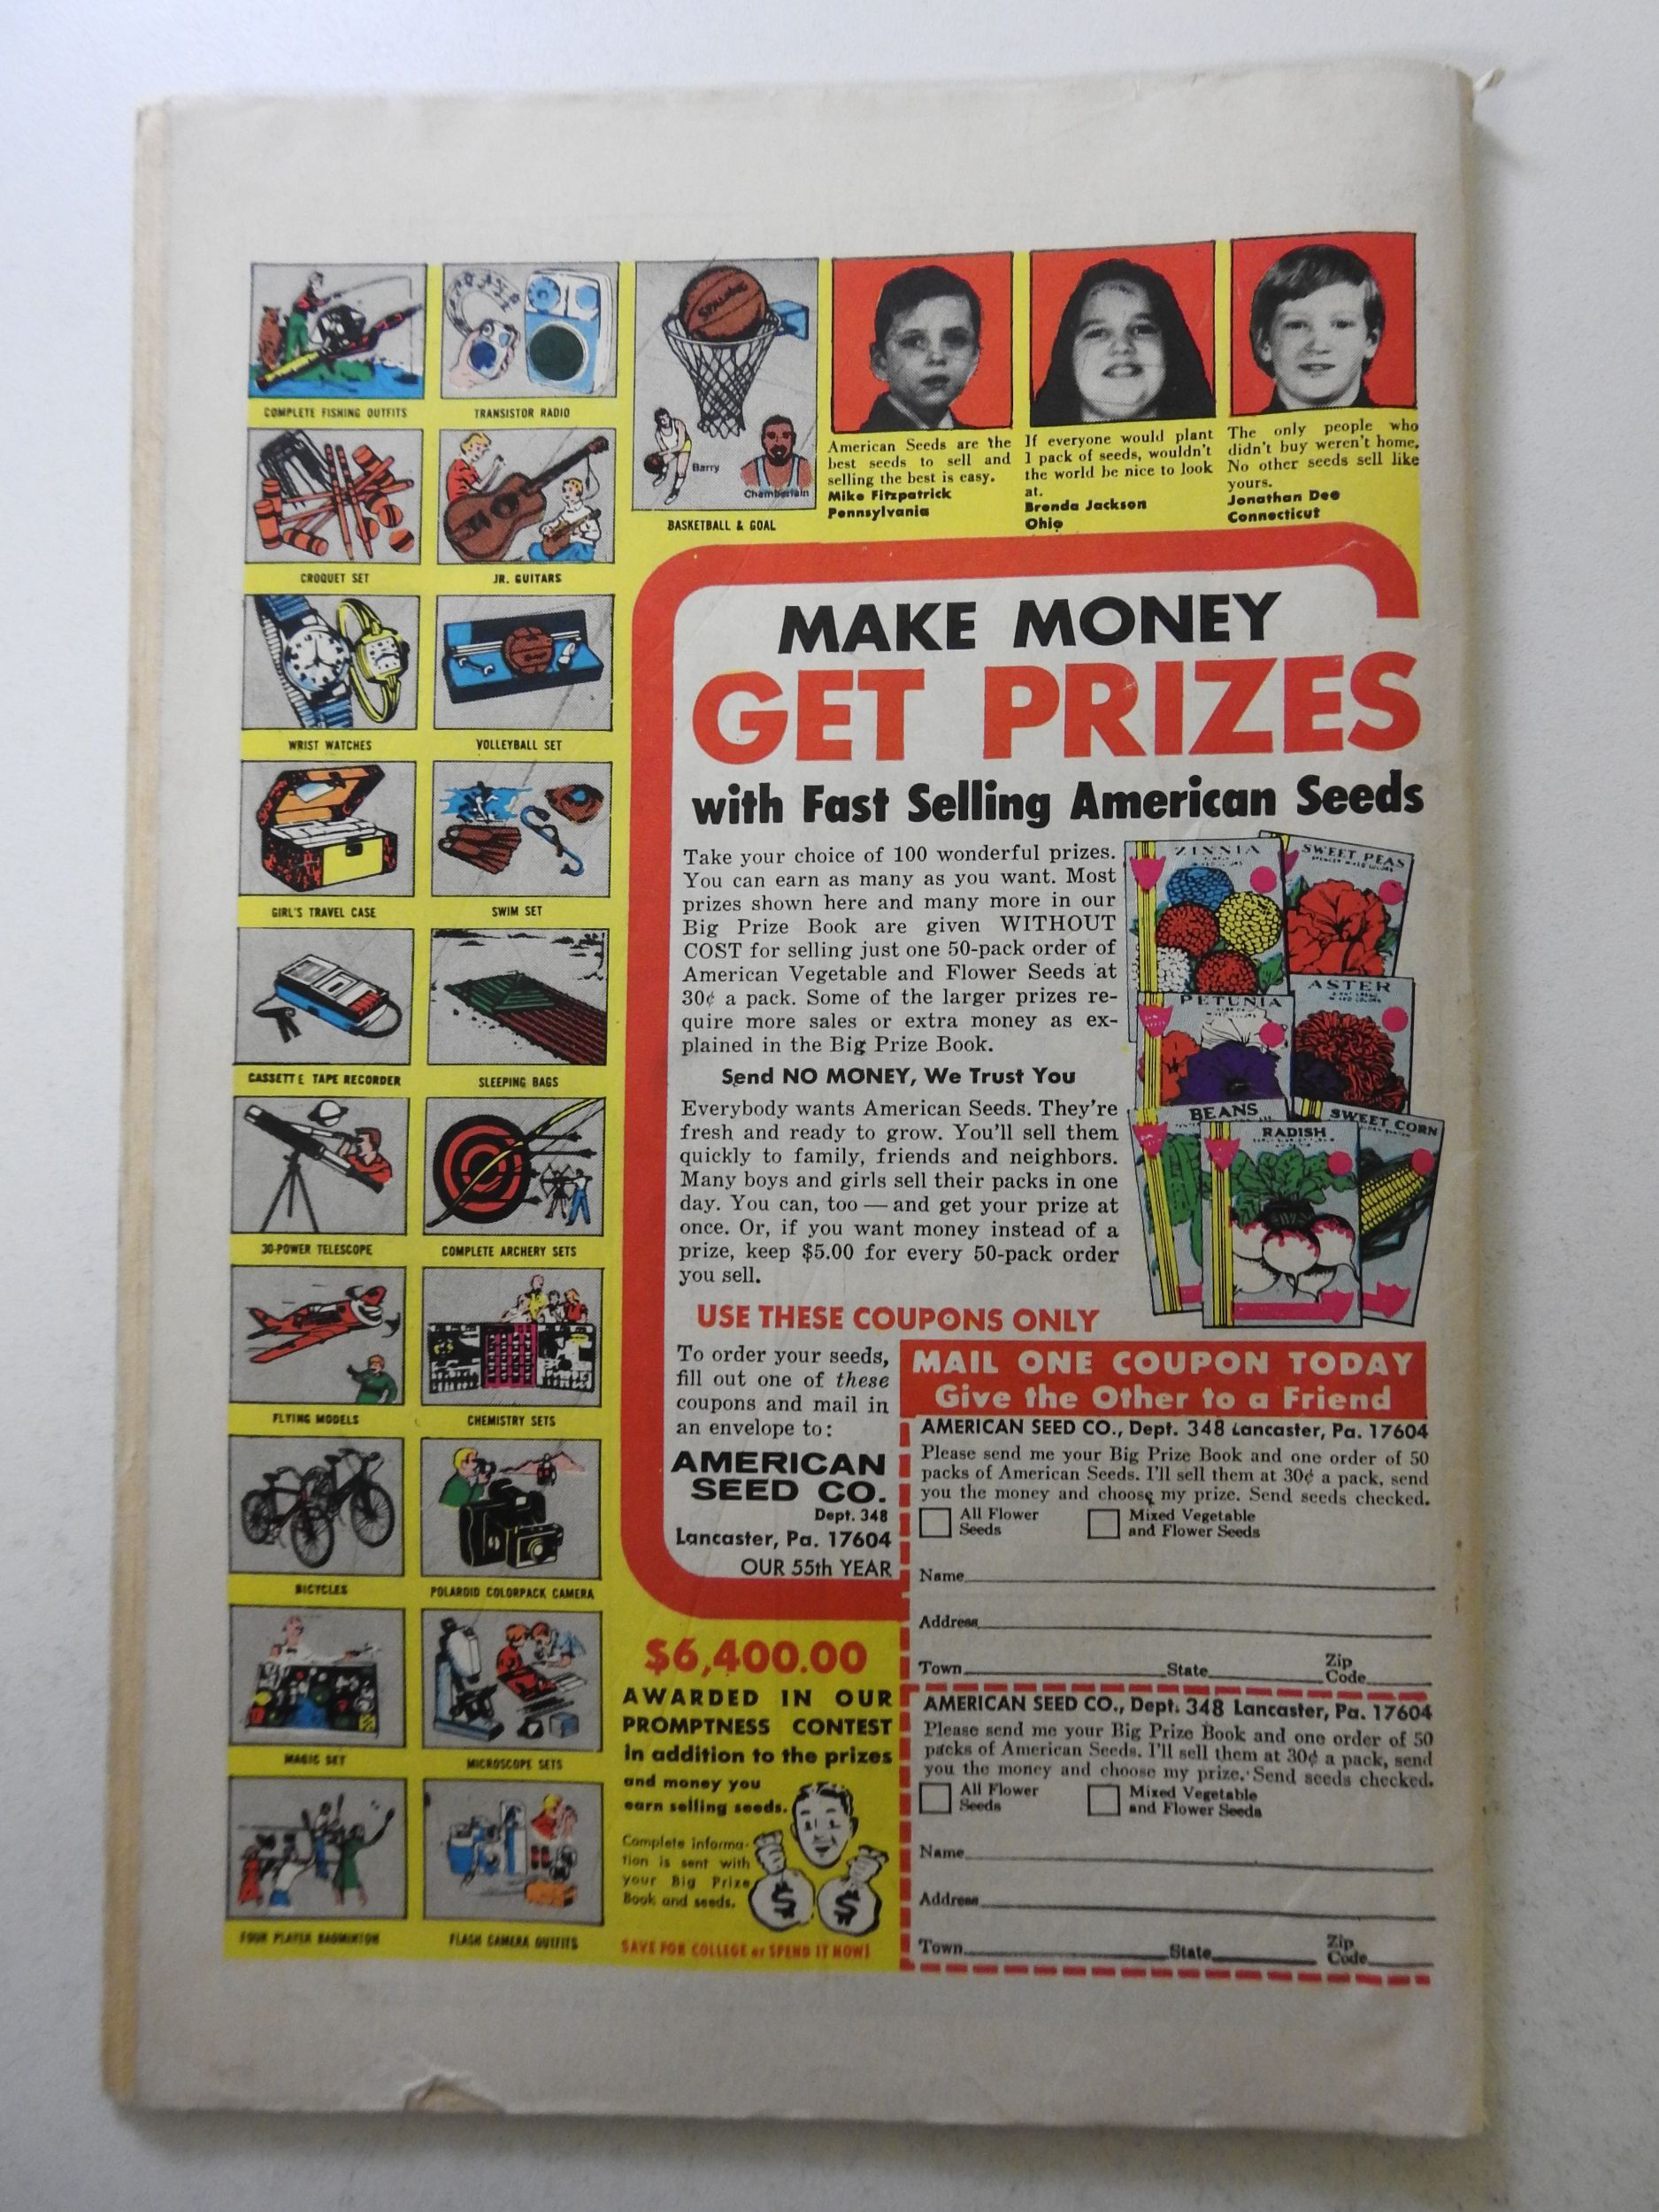 COMPLETE FISHING OUTFITS
TRANSISTOR RADIO
CROQUET SET
JR. GUITARS
WRIST WATCHES
VOLLEYBALL SET
GIRL'S TRAVEL CASE
SWIM SET
CASSETTE TAPE RECORDER
SLEEPING BAGS
30-POWER TELESCOPE
COMPLETE ARCHERY SETS
FLYING MODELS
CHEMISTRY SETS
BICYCLES
POLAROID COLORPACK CAMERA
MAGIC SET
MICROSCOPE SETS
FOUR PLAYER BADMINTON
FLASH CAMERA OUTFITS
Spalding
Barry
Chamberlain
BASKETBALL & GOAL
American Seeds are the
best seeds to sell and
selling the best is easy.
Mike Fitzpatrick
Pennsylvania
If everyone would plant
1 pack of seeds, wouldn't
the world be nice to look
at.
Brenda Jackson
Ohio
The only people who
didn't buy weren't home.
No other seeds sell like
yours.
Jonathan Dee
Connecticut
MAKE MONEY
GET PRIZES
with Fast Selling American Seeds
Take your choice of 100 wonderful prizes.
You can earn as many as you want. Most
prizes shown here and many more in our
Big Prize Book are given WITHOUT
COST for selling just one 50-pack order of
American Vegetable and Flower Seeds at
30¢ a pack. Some of the larger prizes re-
quire more sales or extra money as ex-
plained in the Big Prize Book.
Send NO MONEY, We Trust You
Everybody wants American Seeds. They're
fresh and ready to grow. You'll sell them
quickly to family, friends and neighbors.
Many boys and girls sell their packs in one
day. You can, too — and get your prize at
once. Or, if you want money instead of a
prize, keep $5.00 for every 50-pack order
you sell.
ZINNIA
SWEET PEAS
PETUNIA
ASTER
BEANS
RADISH
SWEET CORN
USE THESE COUPONS ONLY
To order your seeds,
fill out one of these
coupons and mail in
an envelope to:
AMERICAN
SEED CO.
Dept. 348
Lancaster, Pa. 17604
OUR 55th YEAR
$6,400.00
AWARDED IN OUR
PROMPTNESS CONTEST
in addition to the prizes
and money you
earn selling seeds.
Complete informa-
tion is sent with
your Big Prize
Book and seeds.
$ $
SAVE FOR COLLEGE or SPEND IT NOW!
MAIL ONE COUPON TODAY
Give the Other to a Friend
AMERICAN SEED CO., Dept. 348 Lancaster, Pa. 17604
Please send me your Big Prize Book and one order of 50
packs of American Seeds. I'll sell them at 30¢ a pack, send
you the money and choose my prize. Send seeds checked.
All Flower
Seeds
Mixed Vegetable
and Flower Seeds
Name
Address
Town State Zip
Code
AMERICAN SEED CO., Dept. 348 Lancaster, Pa. 17604
Please send me your Big Prize Book and one order of 50
packs of American Seeds. I'll sell them at 30¢ a pack, send
you the money and choose my prize. Send seeds checked.
All Flower
Seeds
Mixed Vegetable
and Flower Seeds
Name
Address
Town State Zip
Code